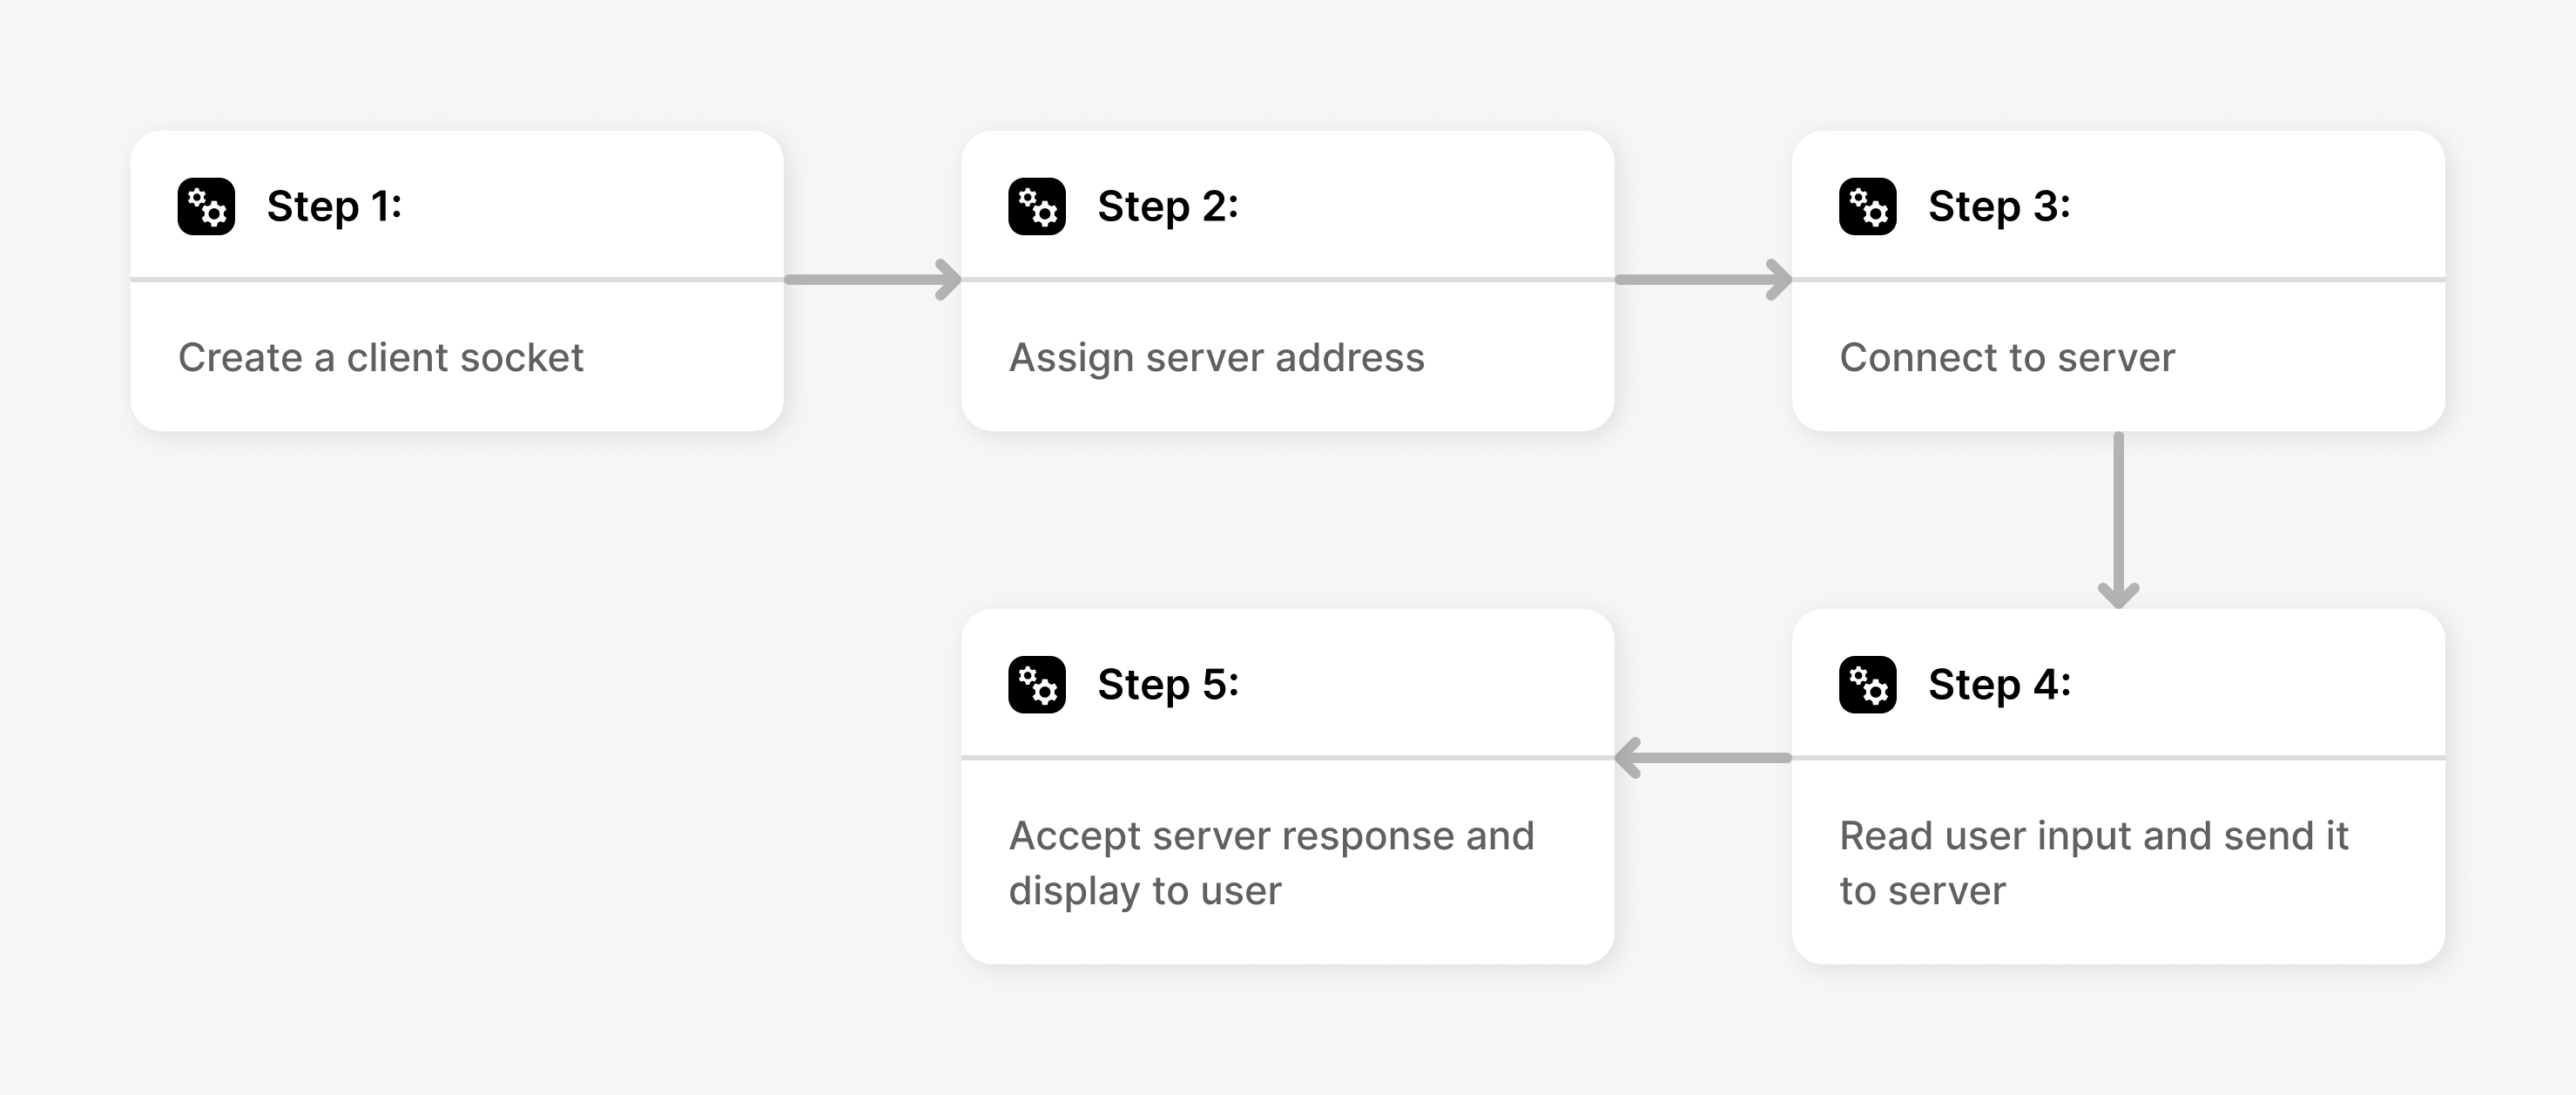 Step 1:
Create a client socket
Step 2:
Assign server address
Step 3:
Connect to server
Step 4:
Read user input and send it
to server
Step 5:
Accept server response and
display to user